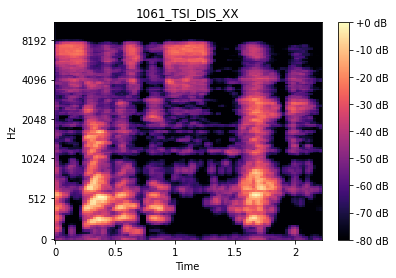 1061_TSI_DIS_XX
8192
4096
2048
1024
512
0
Hz
0
0.5
1
1.5
2
Time
+0 dB
-10 dB
-20 dB
-30 dB
-40 dB
-50 dB
-60 dB
-70 dB
-80 dB